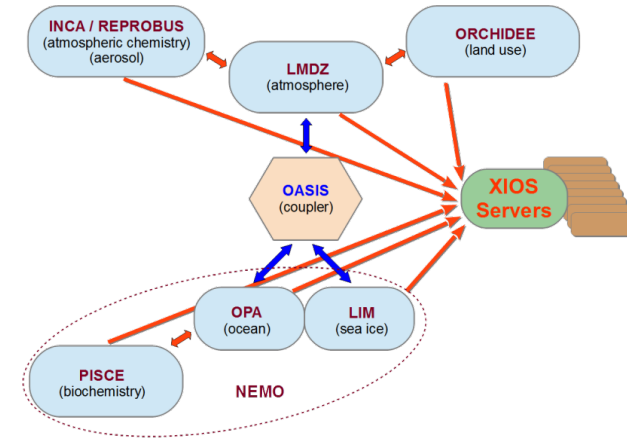 INCA / REPROBUS
(atmospheric chemistry)
(aerosol)
LMDZ
(atmosphere)
ORCHIDEE
(land use)
OASIS
(coupler)
XIOS
Servers
OPA
(ocean)
LIM
(sea ice)
PISCE
(biochemistry)
NEMO